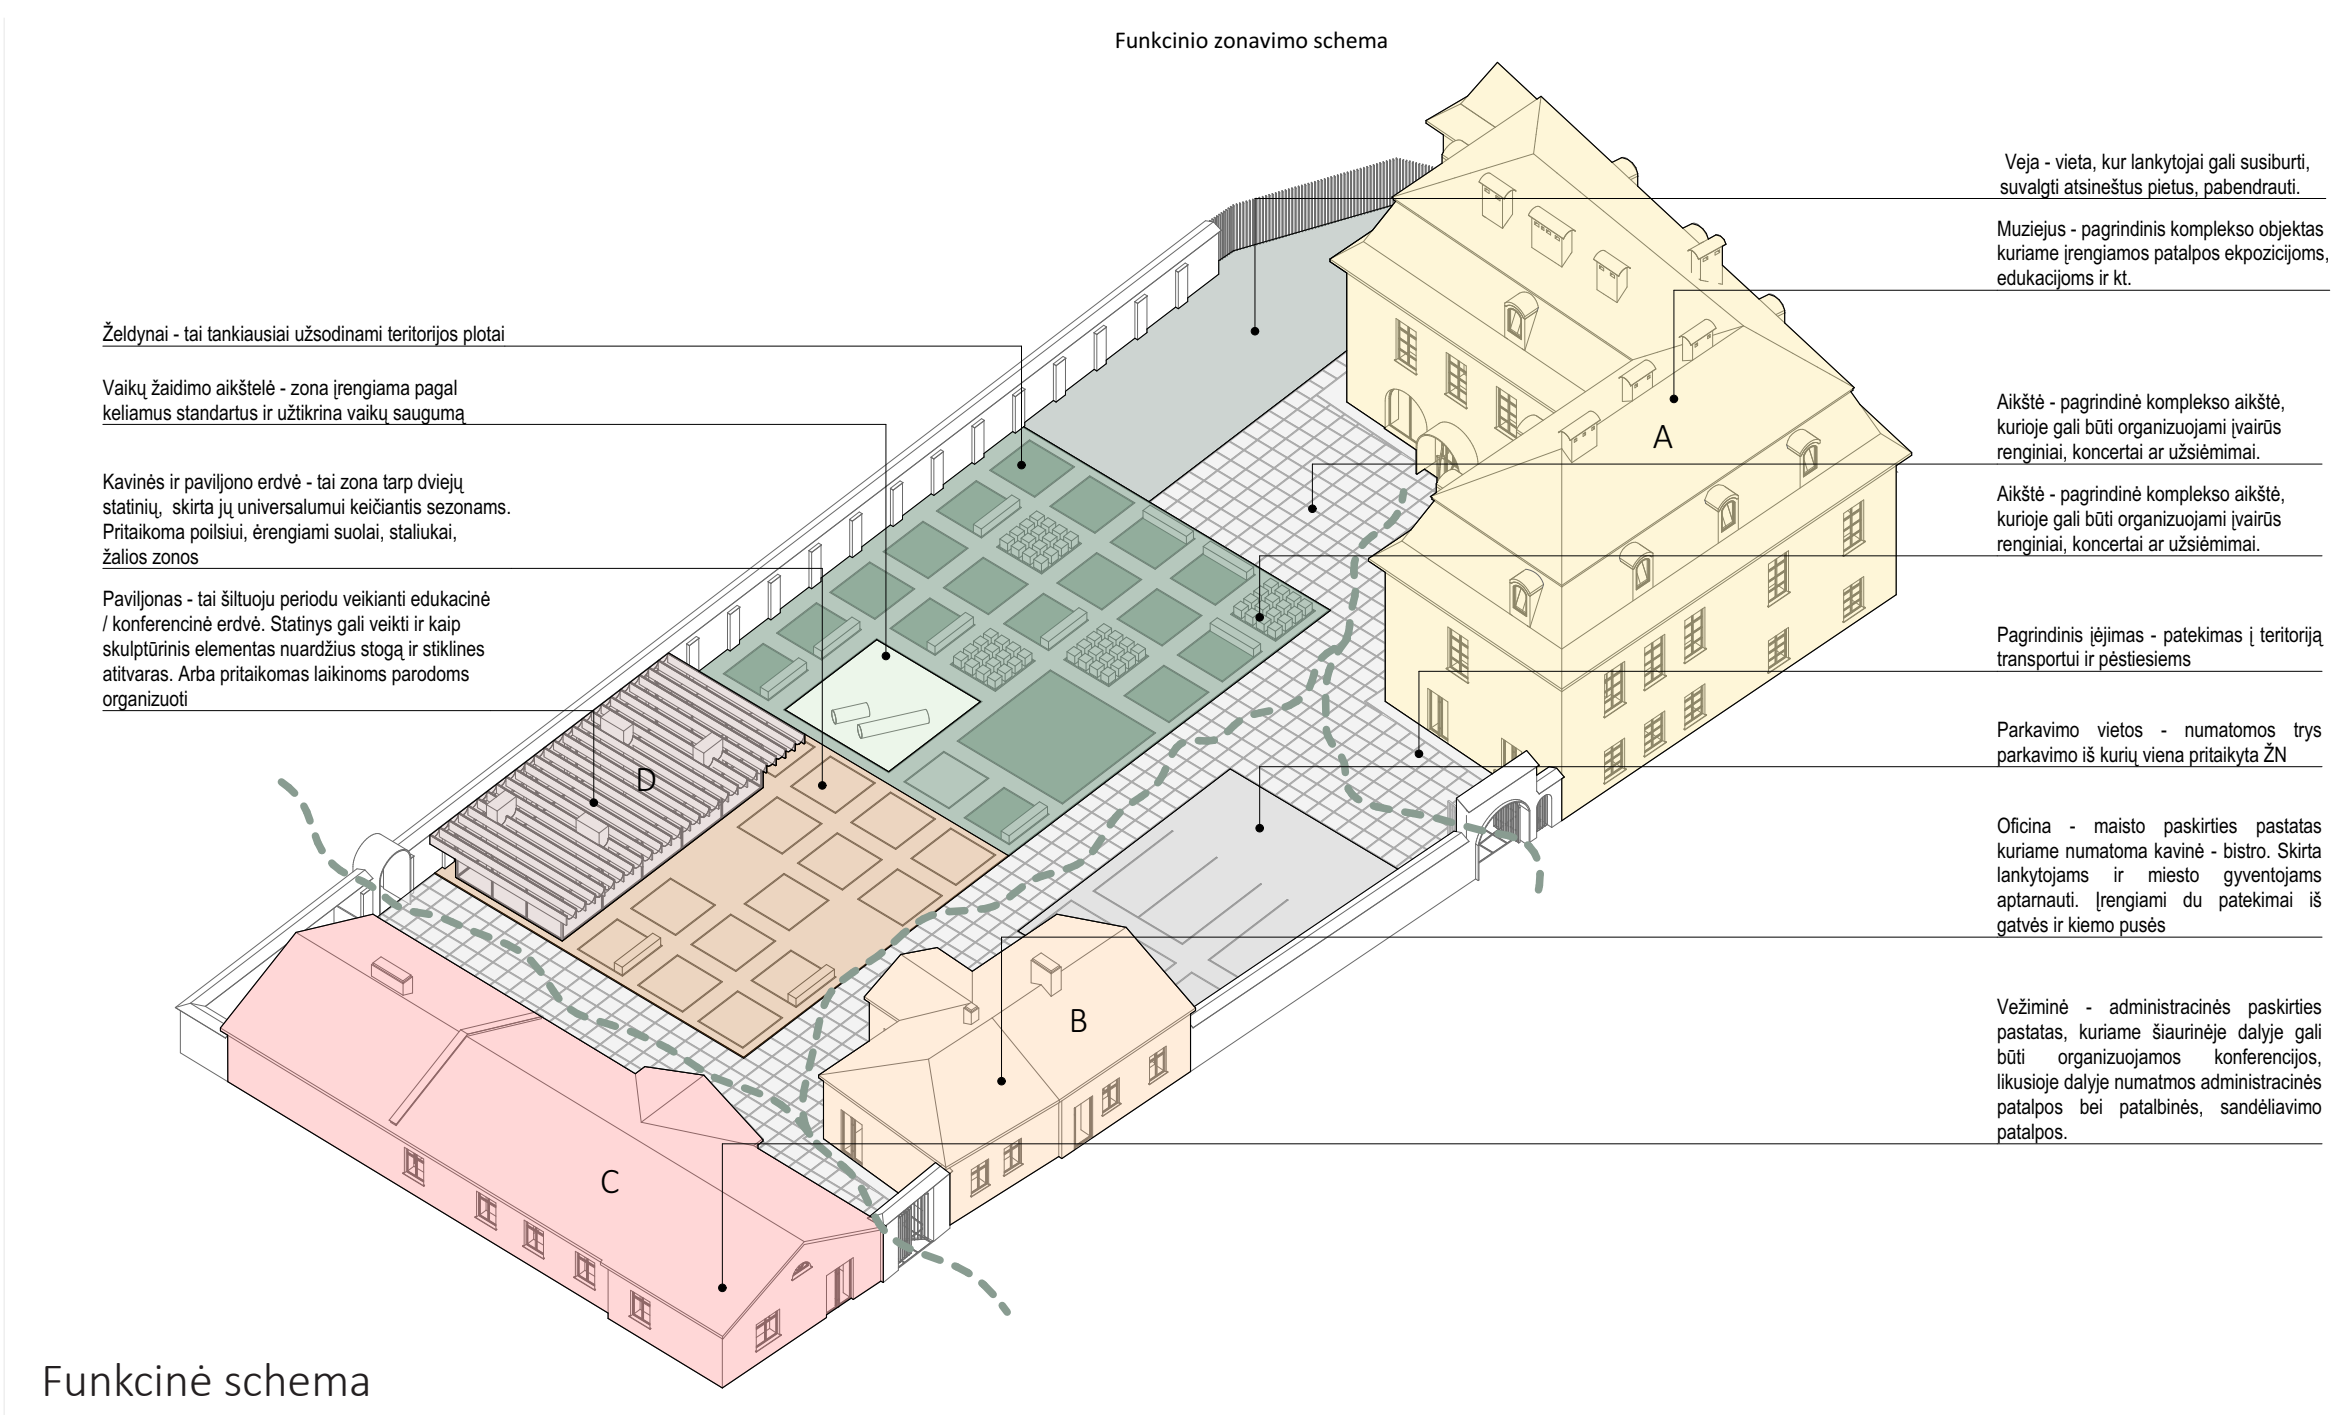 Funkcinio zonavimo schema
Želdynai - tai tankiausiai užsodinami teritorijos plotai
Vaikų žaidimo aikštelė - zona įrengiama pagal
keliamus standartus ir užtikrina vaikų saugumą
Kavinės ir paviljono erdvė - tai zona tarp dviejų
statinių, skirta jų universalumui keičiantis sezonams.
Pritaikoma poilsiui, ėrengiami suolai, staliukai,
žalios zonos
Paviljonas - tai šiltuoju periodu veikianti edukacinė
/ konferencinė erdvė. Statinys gali veikti ir kaip
skulptūrinis elementas nuardžius stogą ir stiklines
atitvaras. Arba pritaikomas laikinoms parodoms
organizuoti
Veja - vieta, kur lankytojai gali susiburti,
suvalgti atsineštus pietus, pabendrauti.
Muziejus - pagrindinis komplekso objektas
kuriame įrengiamos patalpos ekpozicijoms,
edukacijoms ir kt.
Aikštė - pagrindinė komplekso aikštė,
kurioje gali būti organizuojami įvairūs
renginiai, koncertai ar užsiėmimai.
Aikštė - pagrindinė komplekso aikštė,
kurioje gali būti organizuojami įvairūs
renginiai, koncertai ar užsiėmimai.
Pagrindinis įėjimas - patekimas į teritoriją
transportui ir pėstiesiems
Parkavimo vietos - numatomos trys
parkavimo iš kurių viena pritaikyta ŽN
Oficina - maisto paskirties pastatas
kuriame numatoma kavinė - bistro. Skirta
lankytojams ir miesto gyventojams
aptarnauti. Įrengiami du patekimai iš
gatvės ir kiemo pusės
Vežiminė - administracinės paskirties
pastatas, kuriame šiaurinėje dalyje gali
būti organizuojamos konferencijos,
likusioje dalyje numatmos administracinės
patalpos bei patalbinės, sandėliavimo
patalpos.
A
D
B
C
Funkcinė schema